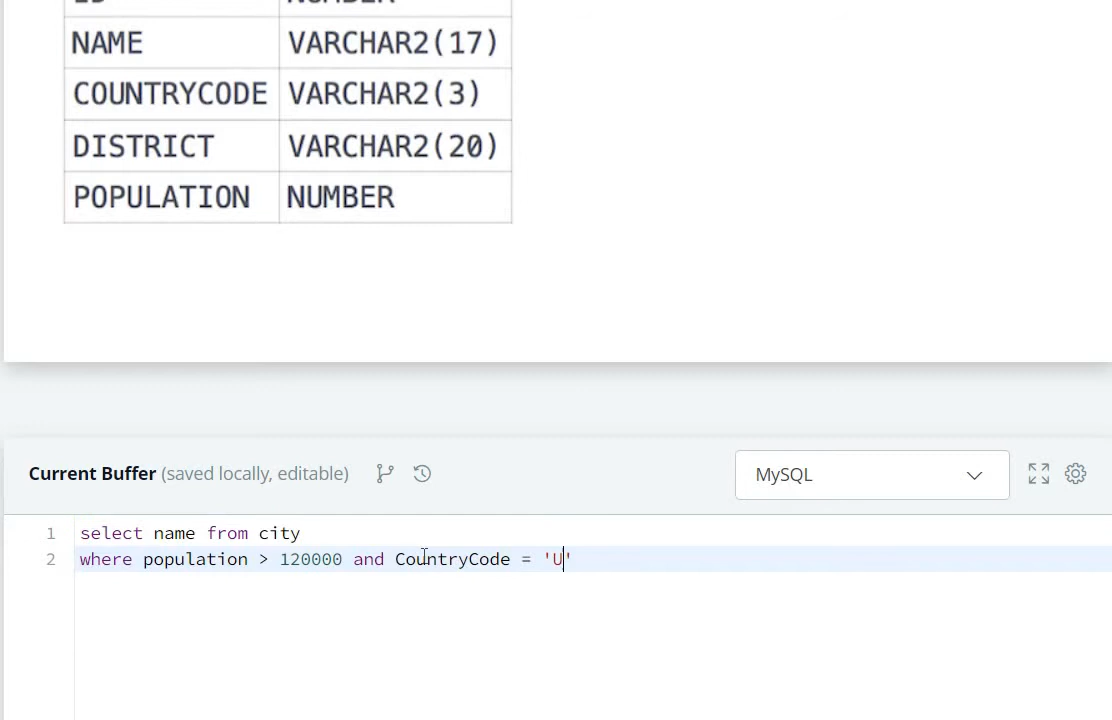 NAME VARCHAR2(17)
COUNTRYCODE VARCHAR2(3)
DISTRICT VARCHAR2(20)
POPULATION NUMBER
Current Buffer (saved locally, editable)
MySQL
1 select name from city
2 where population > 120000 and CountryCode = 'U'